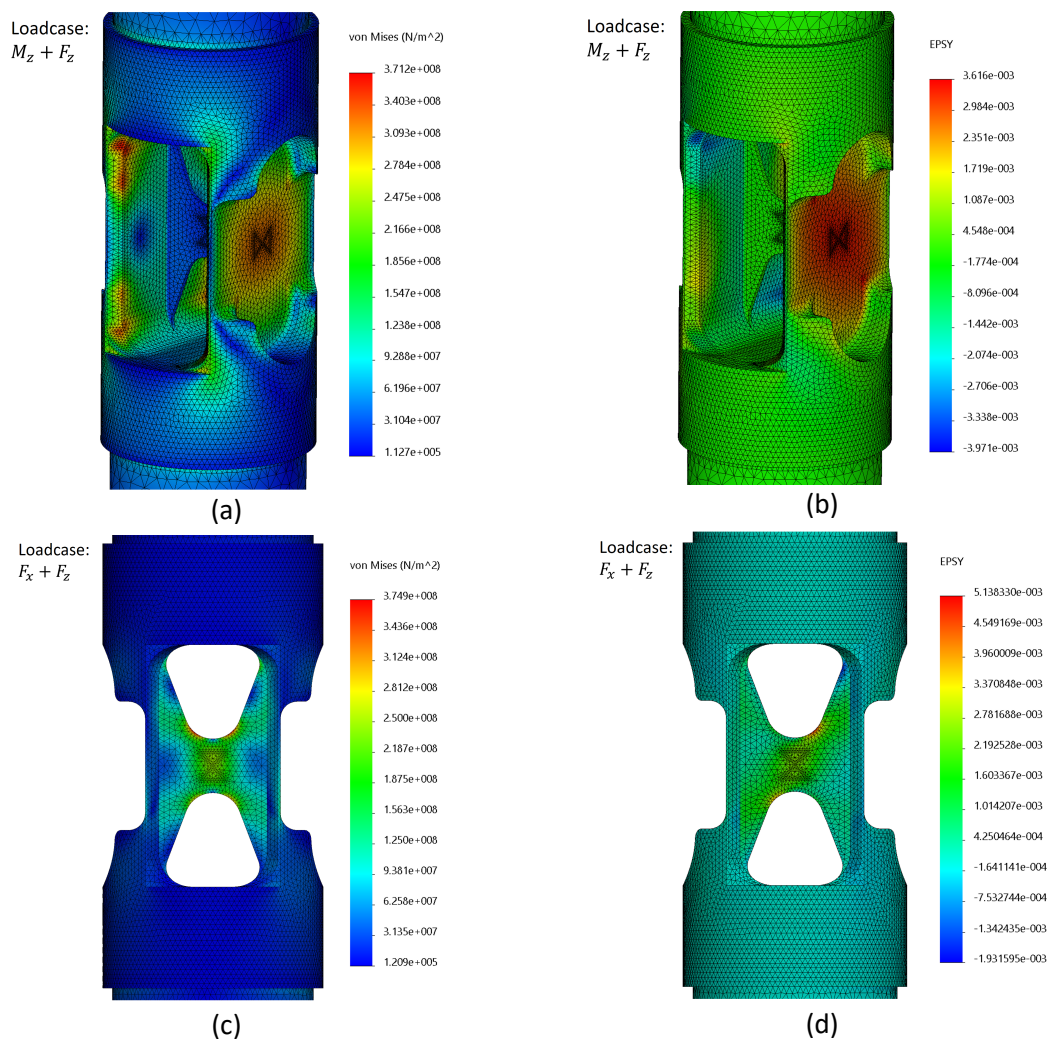 Loadcase:
M_z + F_z
von Mises (N/m^2)
3.712e+008
3.403e+008
3.093e+008
2.784e+008
2.475e+008
2.166e+008
1.856e+008
1.547e+008
1.238e+008
9.288e+007
6.196e+007
3.104e+007
1.127e+005
(a)
Loadcase:
M_z + F_z
EPSY
3.616e-003
2.984e-003
2.351e-003
1.719e-003
1.087e-003
4.548e-004
-1.774e-004
-8.096e-004
-1.442e-003
-2.074e-003
-2.706e-003
-3.338e-003
-3.971e-003
(b)
Loadcase:
F_x + F_z
von Mises (N/m^2)
3.749e+008
3.436e+008
3.124e+008
2.812e+008
2.500e+008
2.187e+008
1.875e+008
1.563e+008
1.250e+008
9.381e+007
6.258e+007
3.135e+007
1.209e+005
(c)
Loadcase:
F_x + F_z
EPSY
5.138330e-003
4.549169e-003
3.960009e-003
3.370848e-003
2.781688e-003
2.192528e-003
1.603367e-003
1.014207e-003
4.250464e-004
-1.641141e-004
-7.532744e-004
-1.342435e-003
-1.931595e-003
(d)